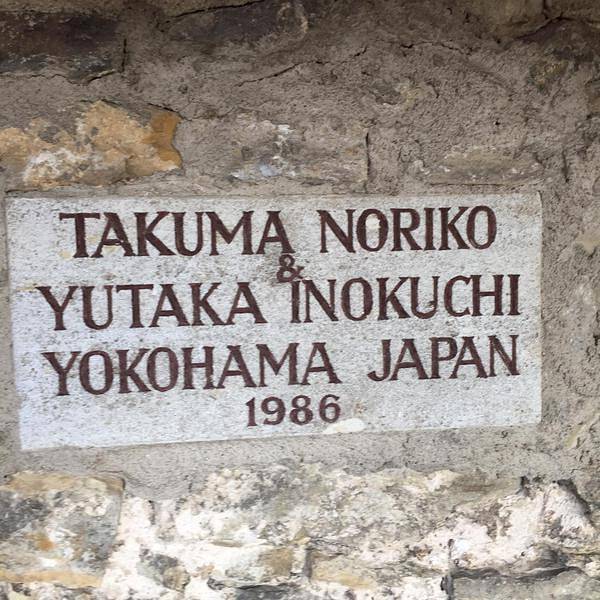 TAKUMA NORIKO
&
YUTAKA INOKUCHI
YOKOHAMA JAPAN
1986